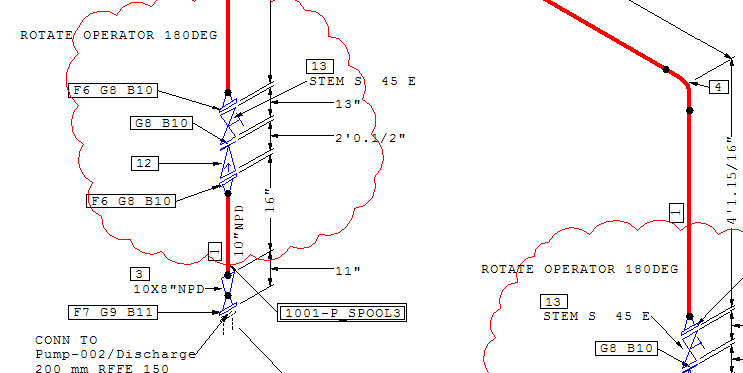 ROTATE OPERATOR 180DEG
13
STEM S 45 E
F6 G8 B10
13"
G8 B10
2'0.1/2"
12
F6 G8 B10
16"
10"NPD
1
3
11"
10X8"NPD
F7 G9 B11
1001-P_SPOOL3
CONN TO
Pump-002/Discharge
200 mm RFFE 150
4
4'1.15/16"
1
ROTATE OPERATOR 180DEG
13
STEM S 45 E
G8 B10